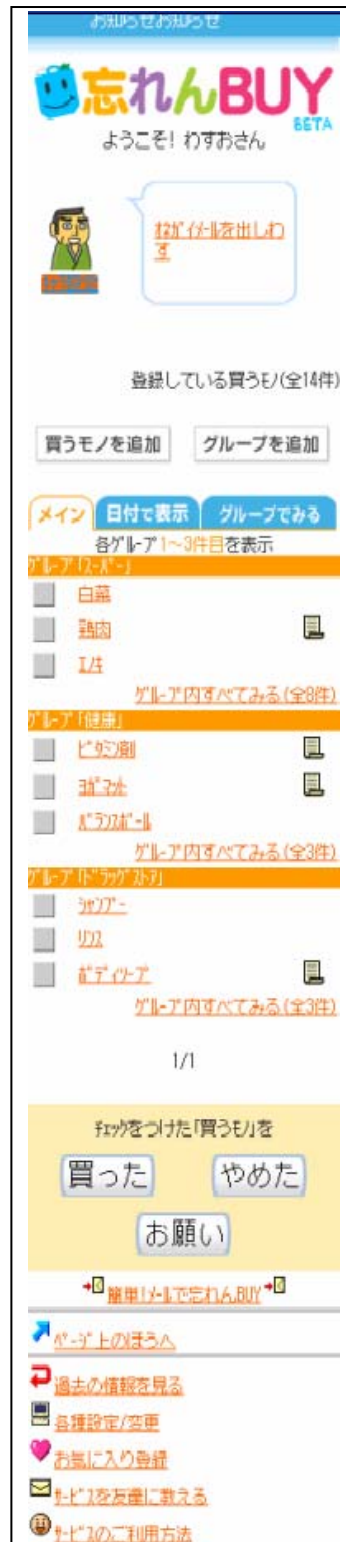 お知らせお知らせ
忘れんBUY
BETA
ようこそ! わすおさん
ﾈｶﾞｲﾒｰﾙを出しわ
す
登録している買うﾓﾉ(全14件)
買うモノを追加 グループを追加
メイン 日付で表示 グループでみる
各ｸﾞﾙｰﾌﾟ1～3件目を表示
ｸﾞﾙｰﾌﾟ｢ｽｰﾊﾟｰ｣
白菜
鶏肉
ｴﾉｷ
ｸﾞﾙｰﾌﾟ内すべてみる(全8件)
ｸﾞﾙｰﾌﾟ｢健康｣
ﾋﾞﾀﾐﾝ剤
ﾖｶﾞﾏｯﾄ
ﾊﾞﾗﾝｽﾎﾞｰﾙ
ｸﾞﾙｰﾌﾟ内すべてみる(全3件)
ｸﾞﾙｰﾌﾟ｢ﾄﾞﾗｯｸﾞｽﾄｱ｣
ｼｬﾝﾌﾟｰ
ﾘﾝｽ
ﾎﾞﾃﾞｨｿｰﾌﾟ
ｸﾞﾙｰﾌﾟ内すべてみる(全3件)
1/1
ﾁｪｯｸをつけた｢買うﾓﾉ｣を
買った やめた
お願い
簡単!ﾒｰﾙで忘れんBUY
ﾍﾟｰｼﾞ上のほうへ
過去の情報を見る
各種設定/変更
お気に入り登録
ｻｰﾋﾞｽを友達に教える
ｻｰﾋﾞｽのご利用方法